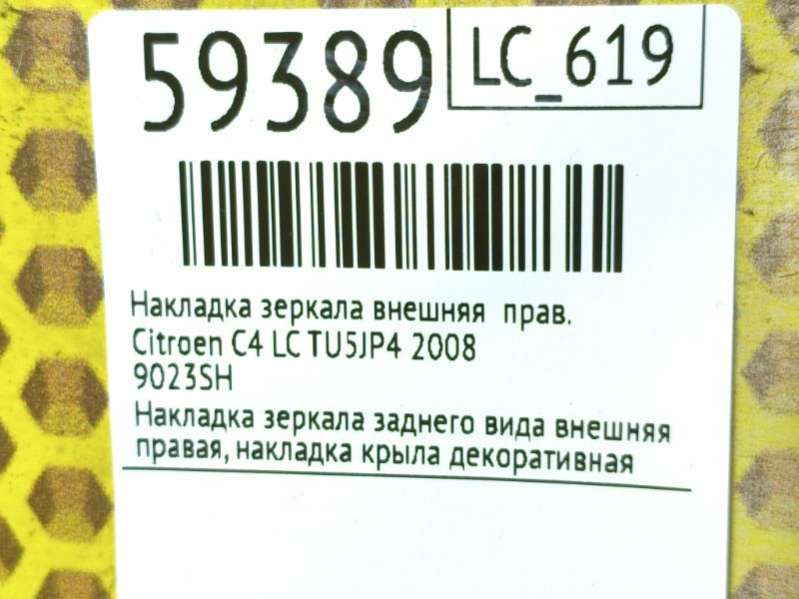 59389
LC_619
Накладка зеркала внешняя прав.
Citroen C4 LC TU5JP4 2008
9023SH
Накладка зеркала заднего вида внешняя
правая, накладка крыла декоративная